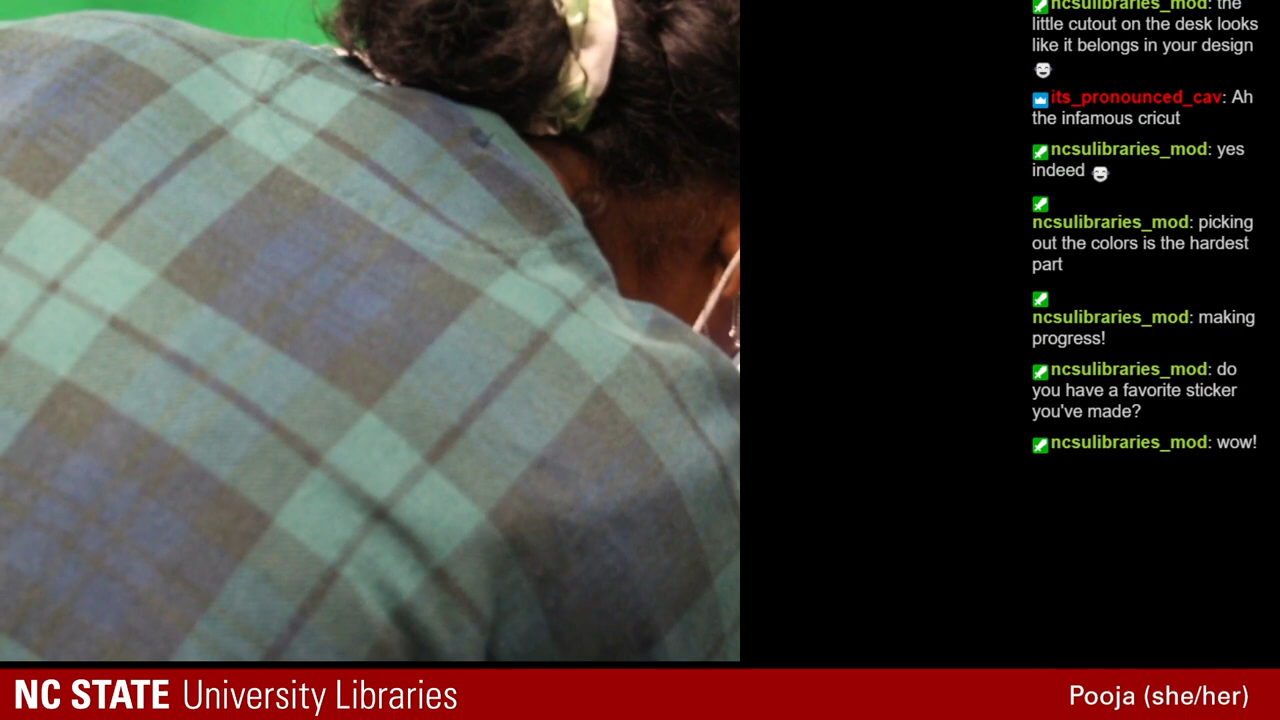 ncsulibraries_mod: the
little cutout on the desk looks
like it belongs in your design
its_pronounced_cav: Ah
the infamous cricut
ncsulibraries_mod: yes
indeed
ncsulibraries_mod: picking
out the colors is the hardest
part
ncsulibraries_mod: making
progress!
ncsulibraries_mod: do
you have a favorite sticker
you've made?
ncsulibraries_mod: wow!
NC STATE University Libraries
Pooja (she/her)